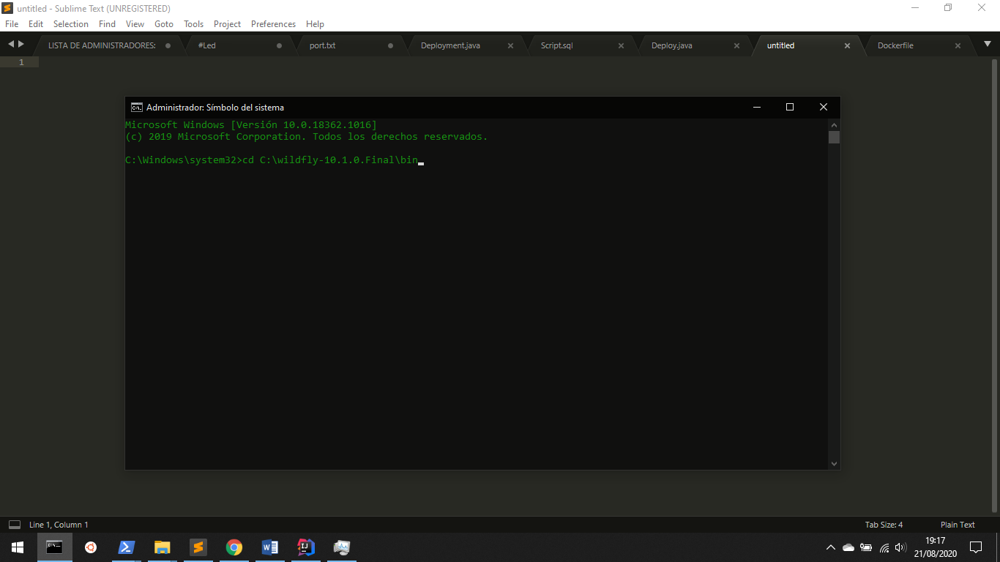 untitled - Sublime Text (UNREGISTERED)
File Edit Selection Find View Goto Tools Project Preferences Help
LISTA DE ADMINISTRADORES: #Led port.txt Deployment.java Script.sql Deploy.java untitled Dockerfile
1
Administrador: Símbolo del sistema
Microsoft Windows [Versión 10.0.18362.1016]
(c) 2019 Microsoft Corporation. Todos los derechos reservados.
C:\Windows\system32>cd C:\wildfly-10.1.0.Final\bin
Line 1, Column 1 Tab Size: 4 Plain Text
19:17
21/08/2020